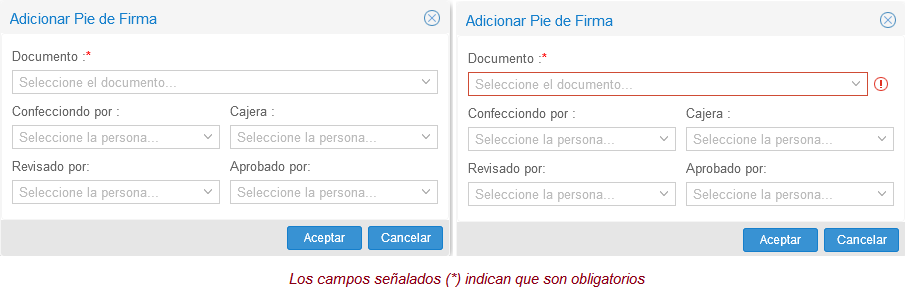 Adicionar Pie de Firma
Documento :*
Seleccione el documento...
Confecciondo por :
Cajera :
Seleccione la persona...
Seleccione la persona...
Revisado por:
Aprobado por:
Seleccione la persona...
Seleccione la persona...
Aceptar
Cancelar
Adicionar Pie de Firma
Documento :*
Seleccione el documento...
Confecciondo por :
Cajera :
Seleccione la persona...
Seleccione la persona...
Revisado por:
Aprobado por:
Seleccione la persona...
Seleccione la persona...
Aceptar
Cancelar
Los campos señalados (*) indican que son obligatorios